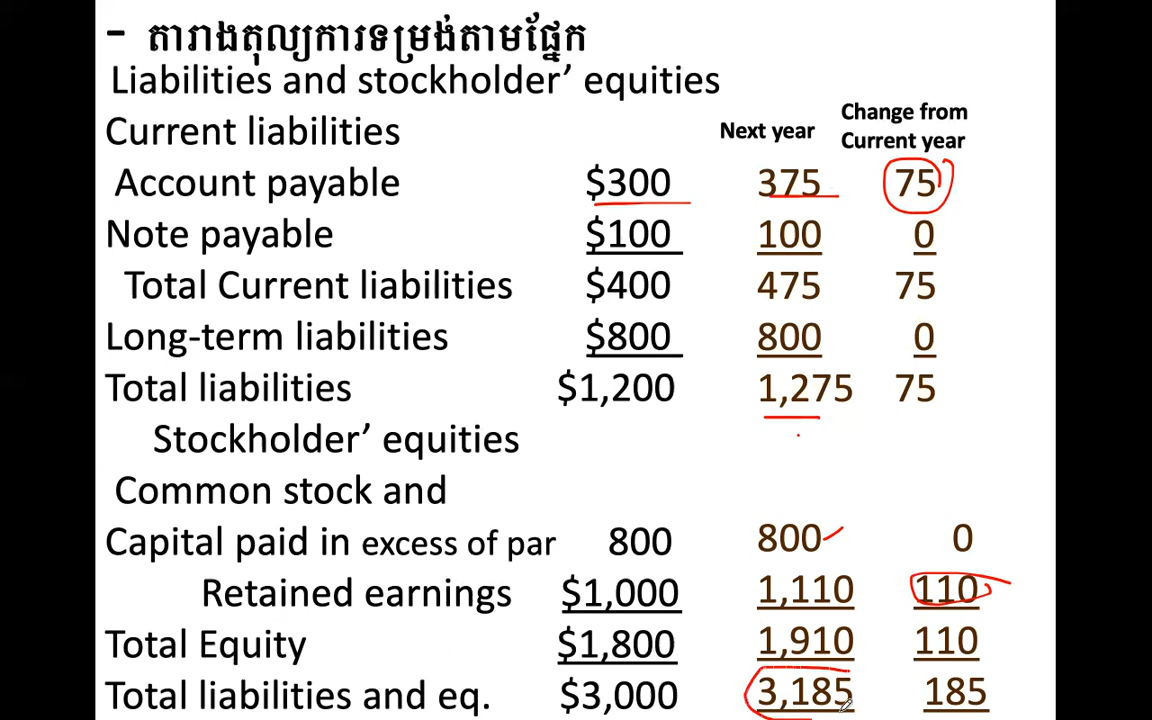 - តារាងតុល្យការទម្រង់តាមផ្នែក
Liabilities and stockholder’ equities
Current liabilities Next year Change from Current year
Account payable $300 375 75
Note payable $100 100 0
Total Current liabilities $400 475 75
Long-term liabilities $800 800 0
Total liabilities $1,200 1,275 75
Stockholder’ equities
Common stock and
Capital paid in excess of par 800 800 0
Retained earnings $1,000 1,110 110
Total Equity $1,800 1,910 110
Total liabilities and eq. $3,000 3,185 185